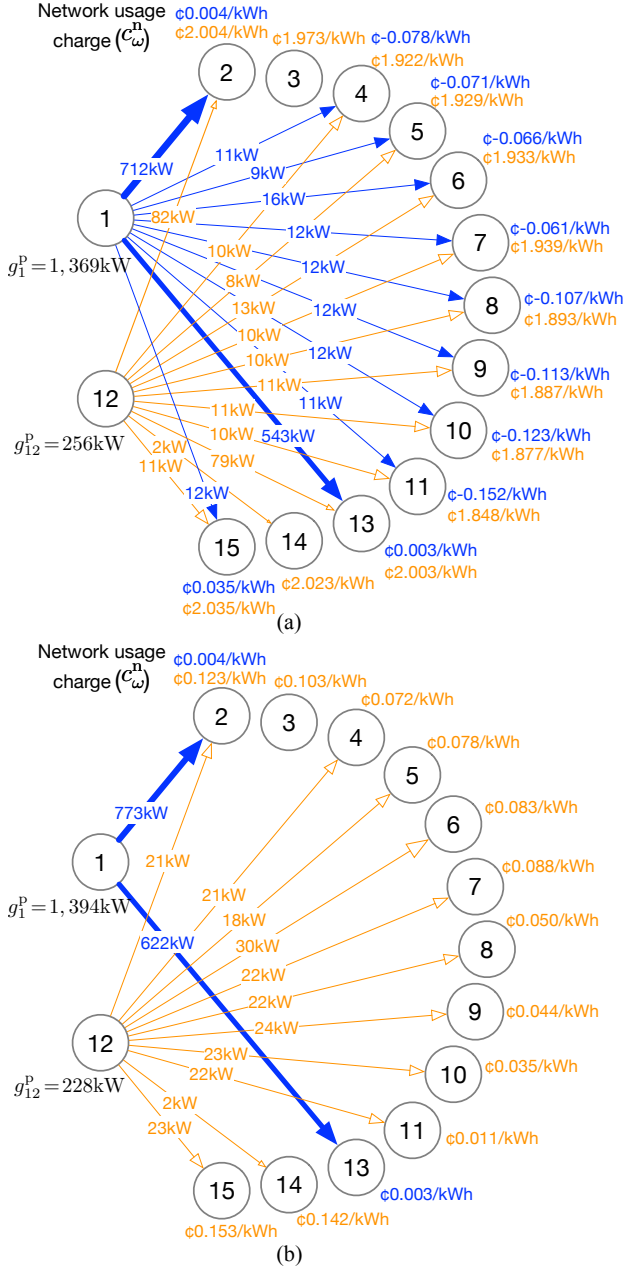 Network usage
charge (c_ω^n)
¢0.004/kWh
¢2.004/kWh
¢1.973/kWh
¢-0.078/kWh
¢1.922/kWh
¢-0.071/kWh
¢1.929/kWh
¢-0.066/kWh
¢1.933/kWh
¢-0.061/kWh
¢1.939/kWh
¢-0.107/kWh
¢1.893/kWh
¢-0.113/kWh
¢1.887/kWh
¢-0.123/kWh
¢1.877/kWh
¢-0.152/kWh
¢1.848/kWh
¢0.003/kWh
¢2.003/kWh
¢2.023/kWh
¢0.035/kWh
¢2.035/kWh
2
3
4
5
6
7
8
9
10
11
13
14
15
1
g_1^P = 1,369kW
12
g_12^P = 256kW
712kW
11kW
9kW
16kW
12kW
12kW
12kW
12kW
11kW
543kW
12kW
82kW
10kW
8kW
13kW
10kW
10kW
11kW
11kW
10kW
79kW
2kW
11kW
(a)
Network usage
charge (c_ω^n)
¢0.004/kWh
¢0.123/kWh
¢0.103/kWh
¢0.072/kWh
¢0.078/kWh
¢0.083/kWh
¢0.088/kWh
¢0.050/kWh
¢0.044/kWh
¢0.035/kWh
¢0.011/kWh
¢0.003/kWh
¢0.142/kWh
¢0.153/kWh
2
3
4
5
6
7
8
9
10
11
13
14
15
1
g_1^P = 1,394kW
12
g_12^P = 228kW
773kW
622kW
21kW
21kW
18kW
30kW
22kW
22kW
24kW
23kW
22kW
2kW
23kW
(b)